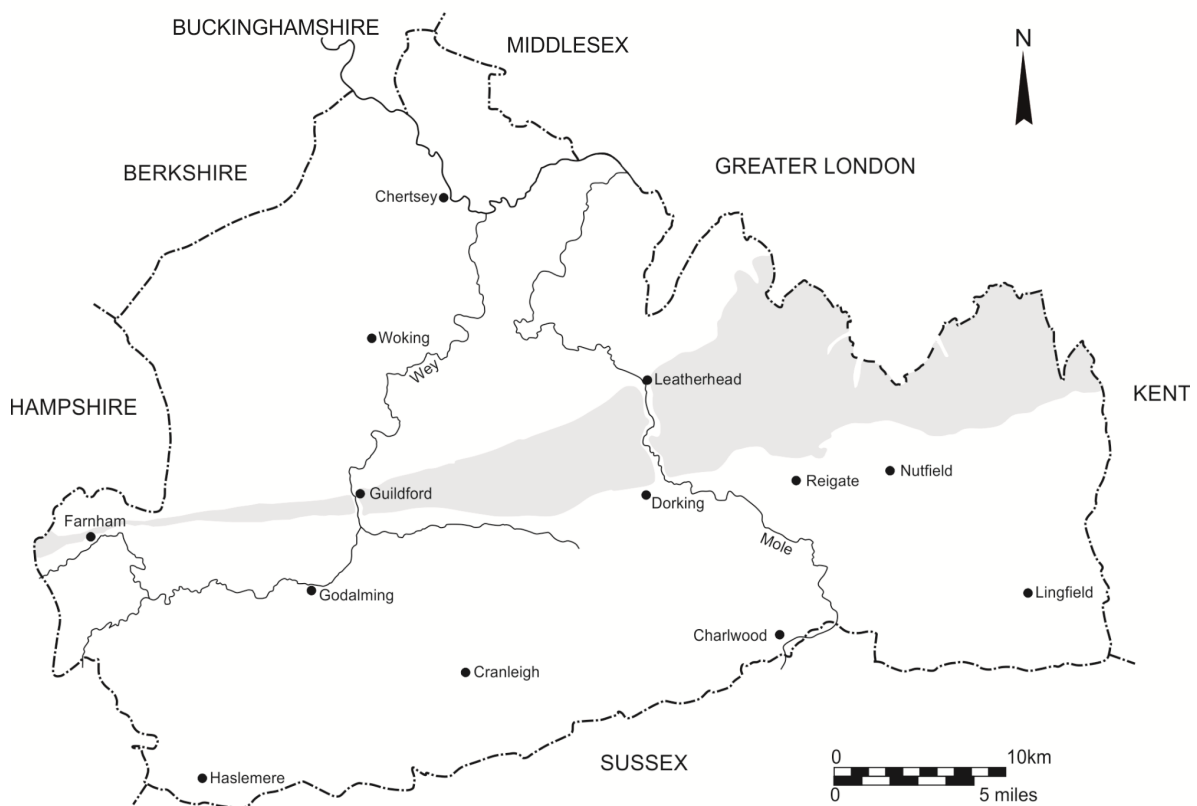 BUCKINGHAMSHIRE
MIDDLESEX
N
BERKSHIRE
GREATER LONDON
Chertsey
Woking
Wey
Leatherhead
HAMPSHIRE
KENT
Guildford
Reigate
Nutfield
Dorking
Farnham
Mole
Godalming
Lingfield
Charlwood
Cranleigh
SUSSEX
Haslemere
0 10km
0 5 miles